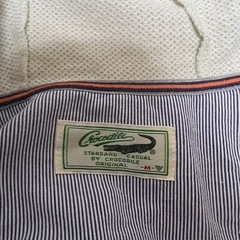 Crocodile
STANDARD CASUAL
BY CROCODILE
ORIGINAL
-M-